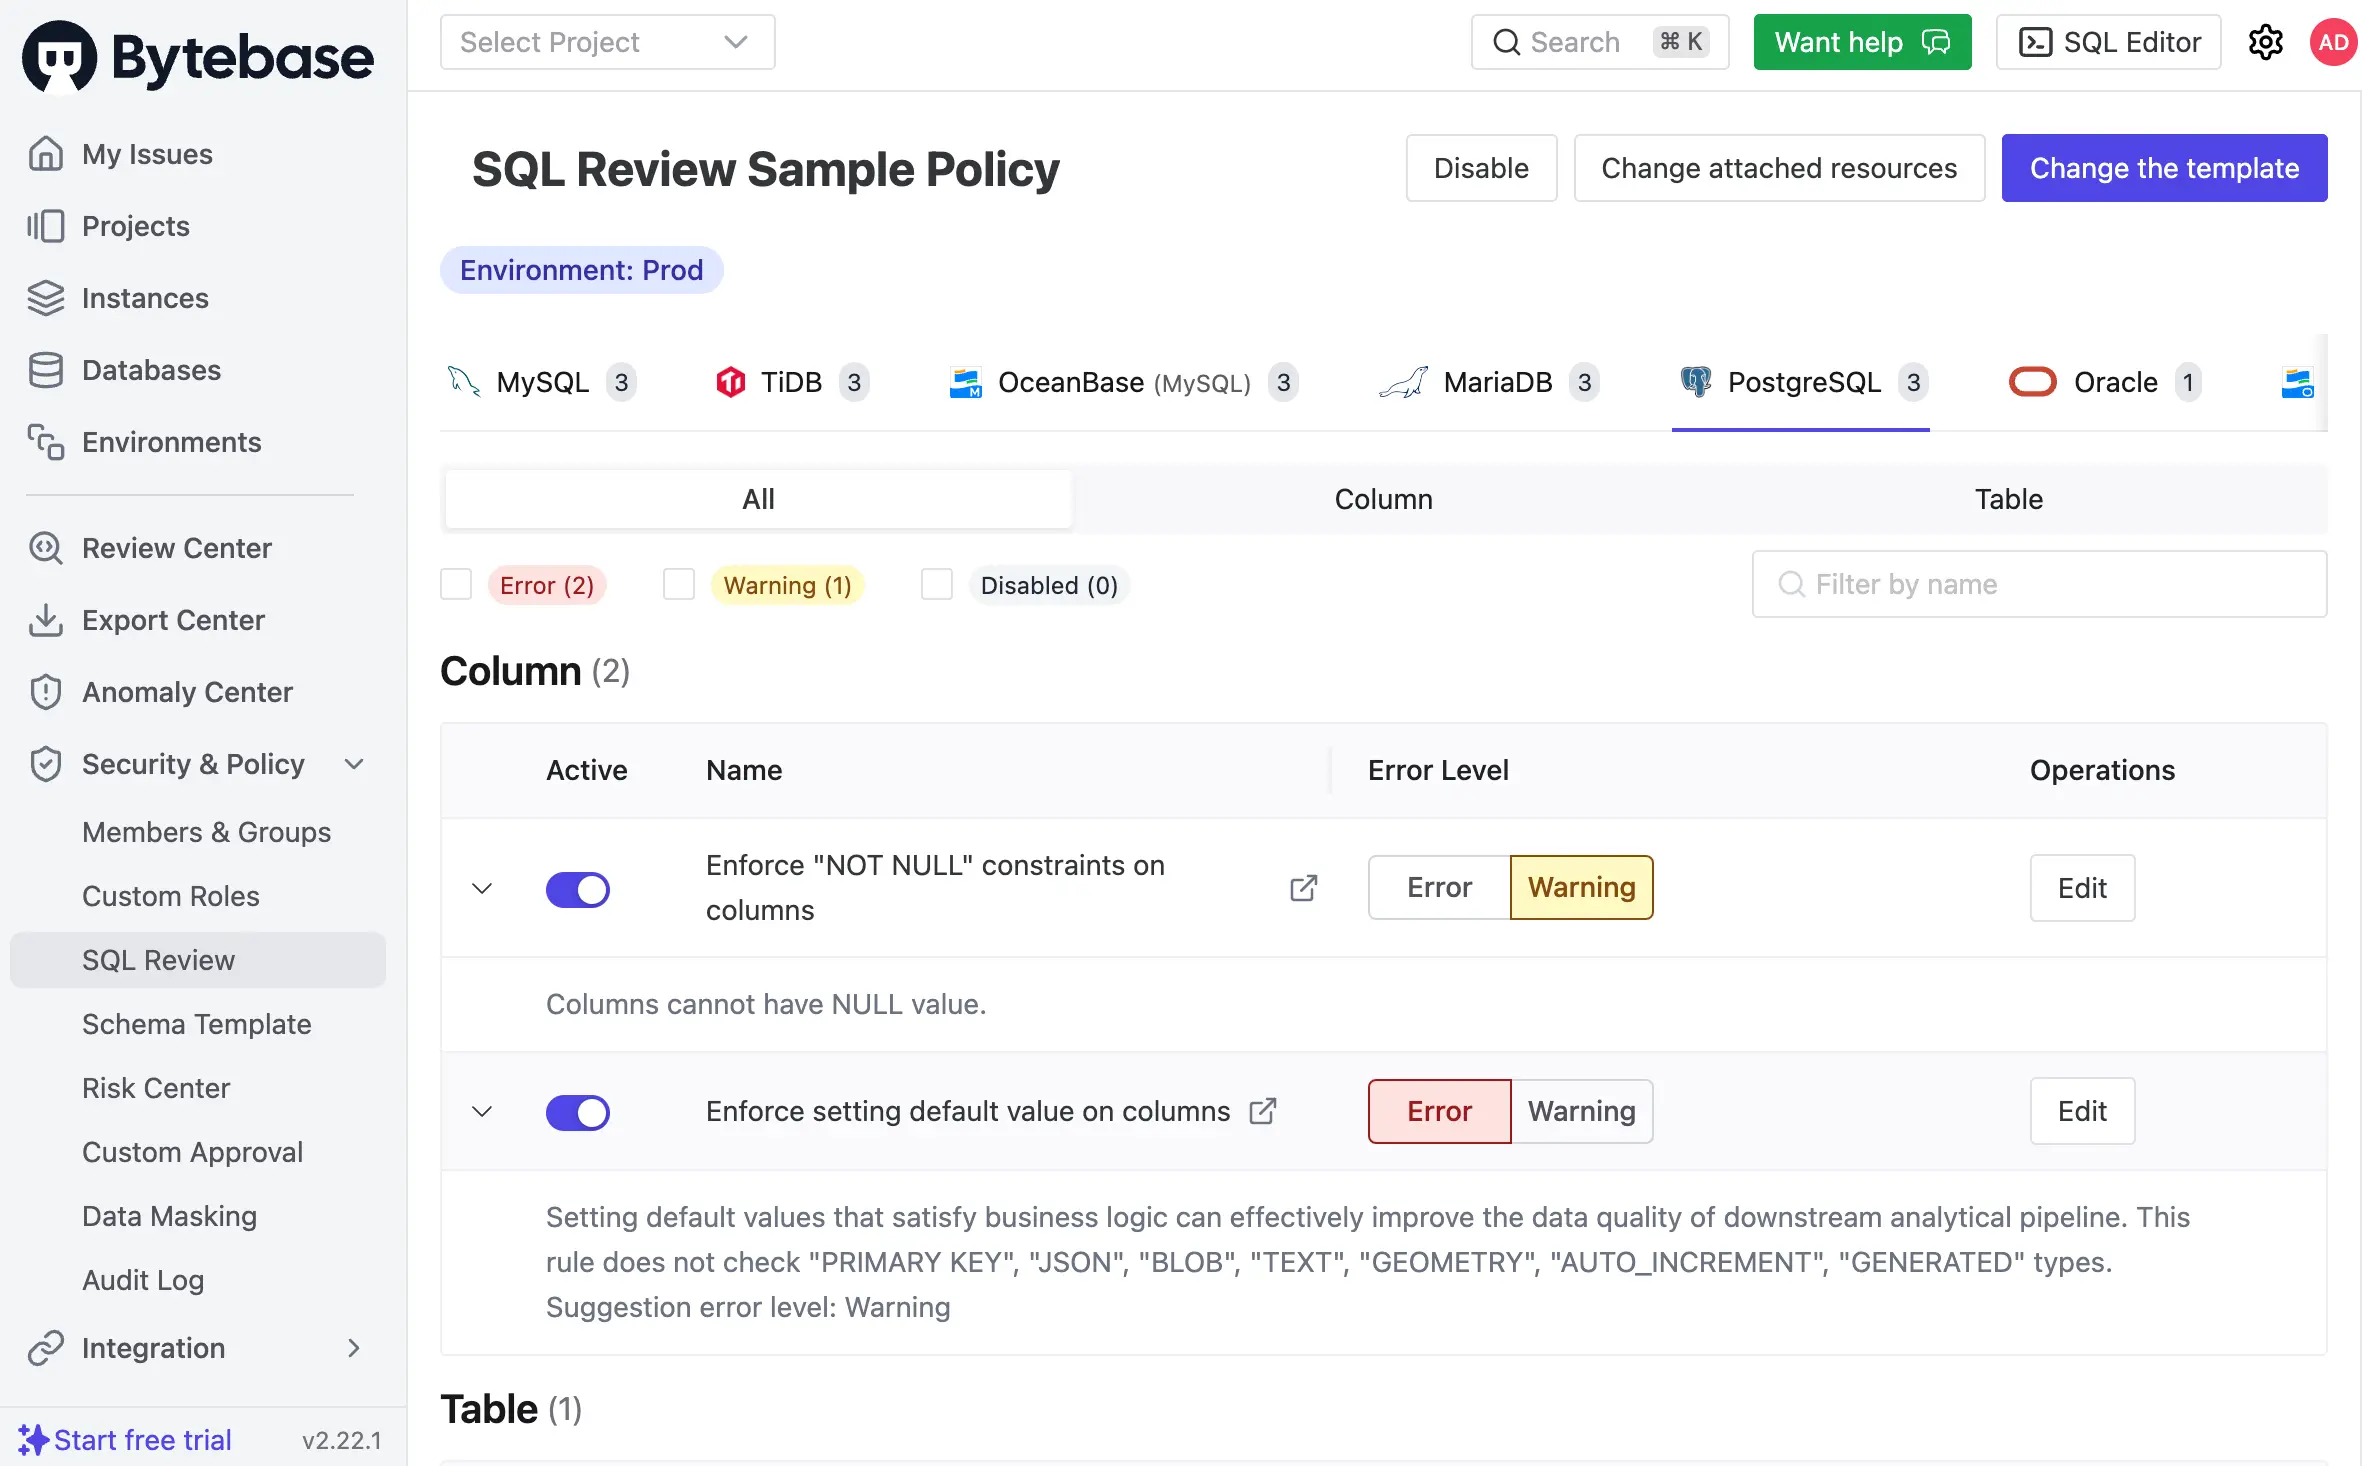 Bytebase
Select Project
Search
⌘ K
Want help
SQL Editor
AD
My Issues
Projects
Instances
Databases
Environments
Review Center
Export Center
Anomaly Center
Security & Policy
Members & Groups
Custom Roles
SQL Review
Schema Template
Risk Center
Custom Approval
Data Masking
Audit Log
Integration
Start free trial
v2.22.1
SQL Review Sample Policy
Disable
Change attached resources
Change the template
Environment: Prod
MySQL 3
TiDB 3
OceanBase (MySQL) 3
MariaDB 3
PostgreSQL 3
Oracle 1
All
Column
Table
Error (2)
Warning (1)
Disabled (0)
Filter by name
Column (2)
Active
Name
Error Level
Operations
Enforce "NOT NULL" constraints on
columns
Error
Warning
Edit
Columns cannot have NULL value.
Enforce setting default value on columns
Error
Warning
Edit
Setting default values that satisfy business logic can effectively improve the data quality of downstream analytical pipeline. This
rule does not check "PRIMARY KEY", "JSON", "BLOB", "TEXT", "GEOMETRY", "AUTO_INCREMENT", "GENERATED" types.
Suggestion error level: Warning
Table (1)